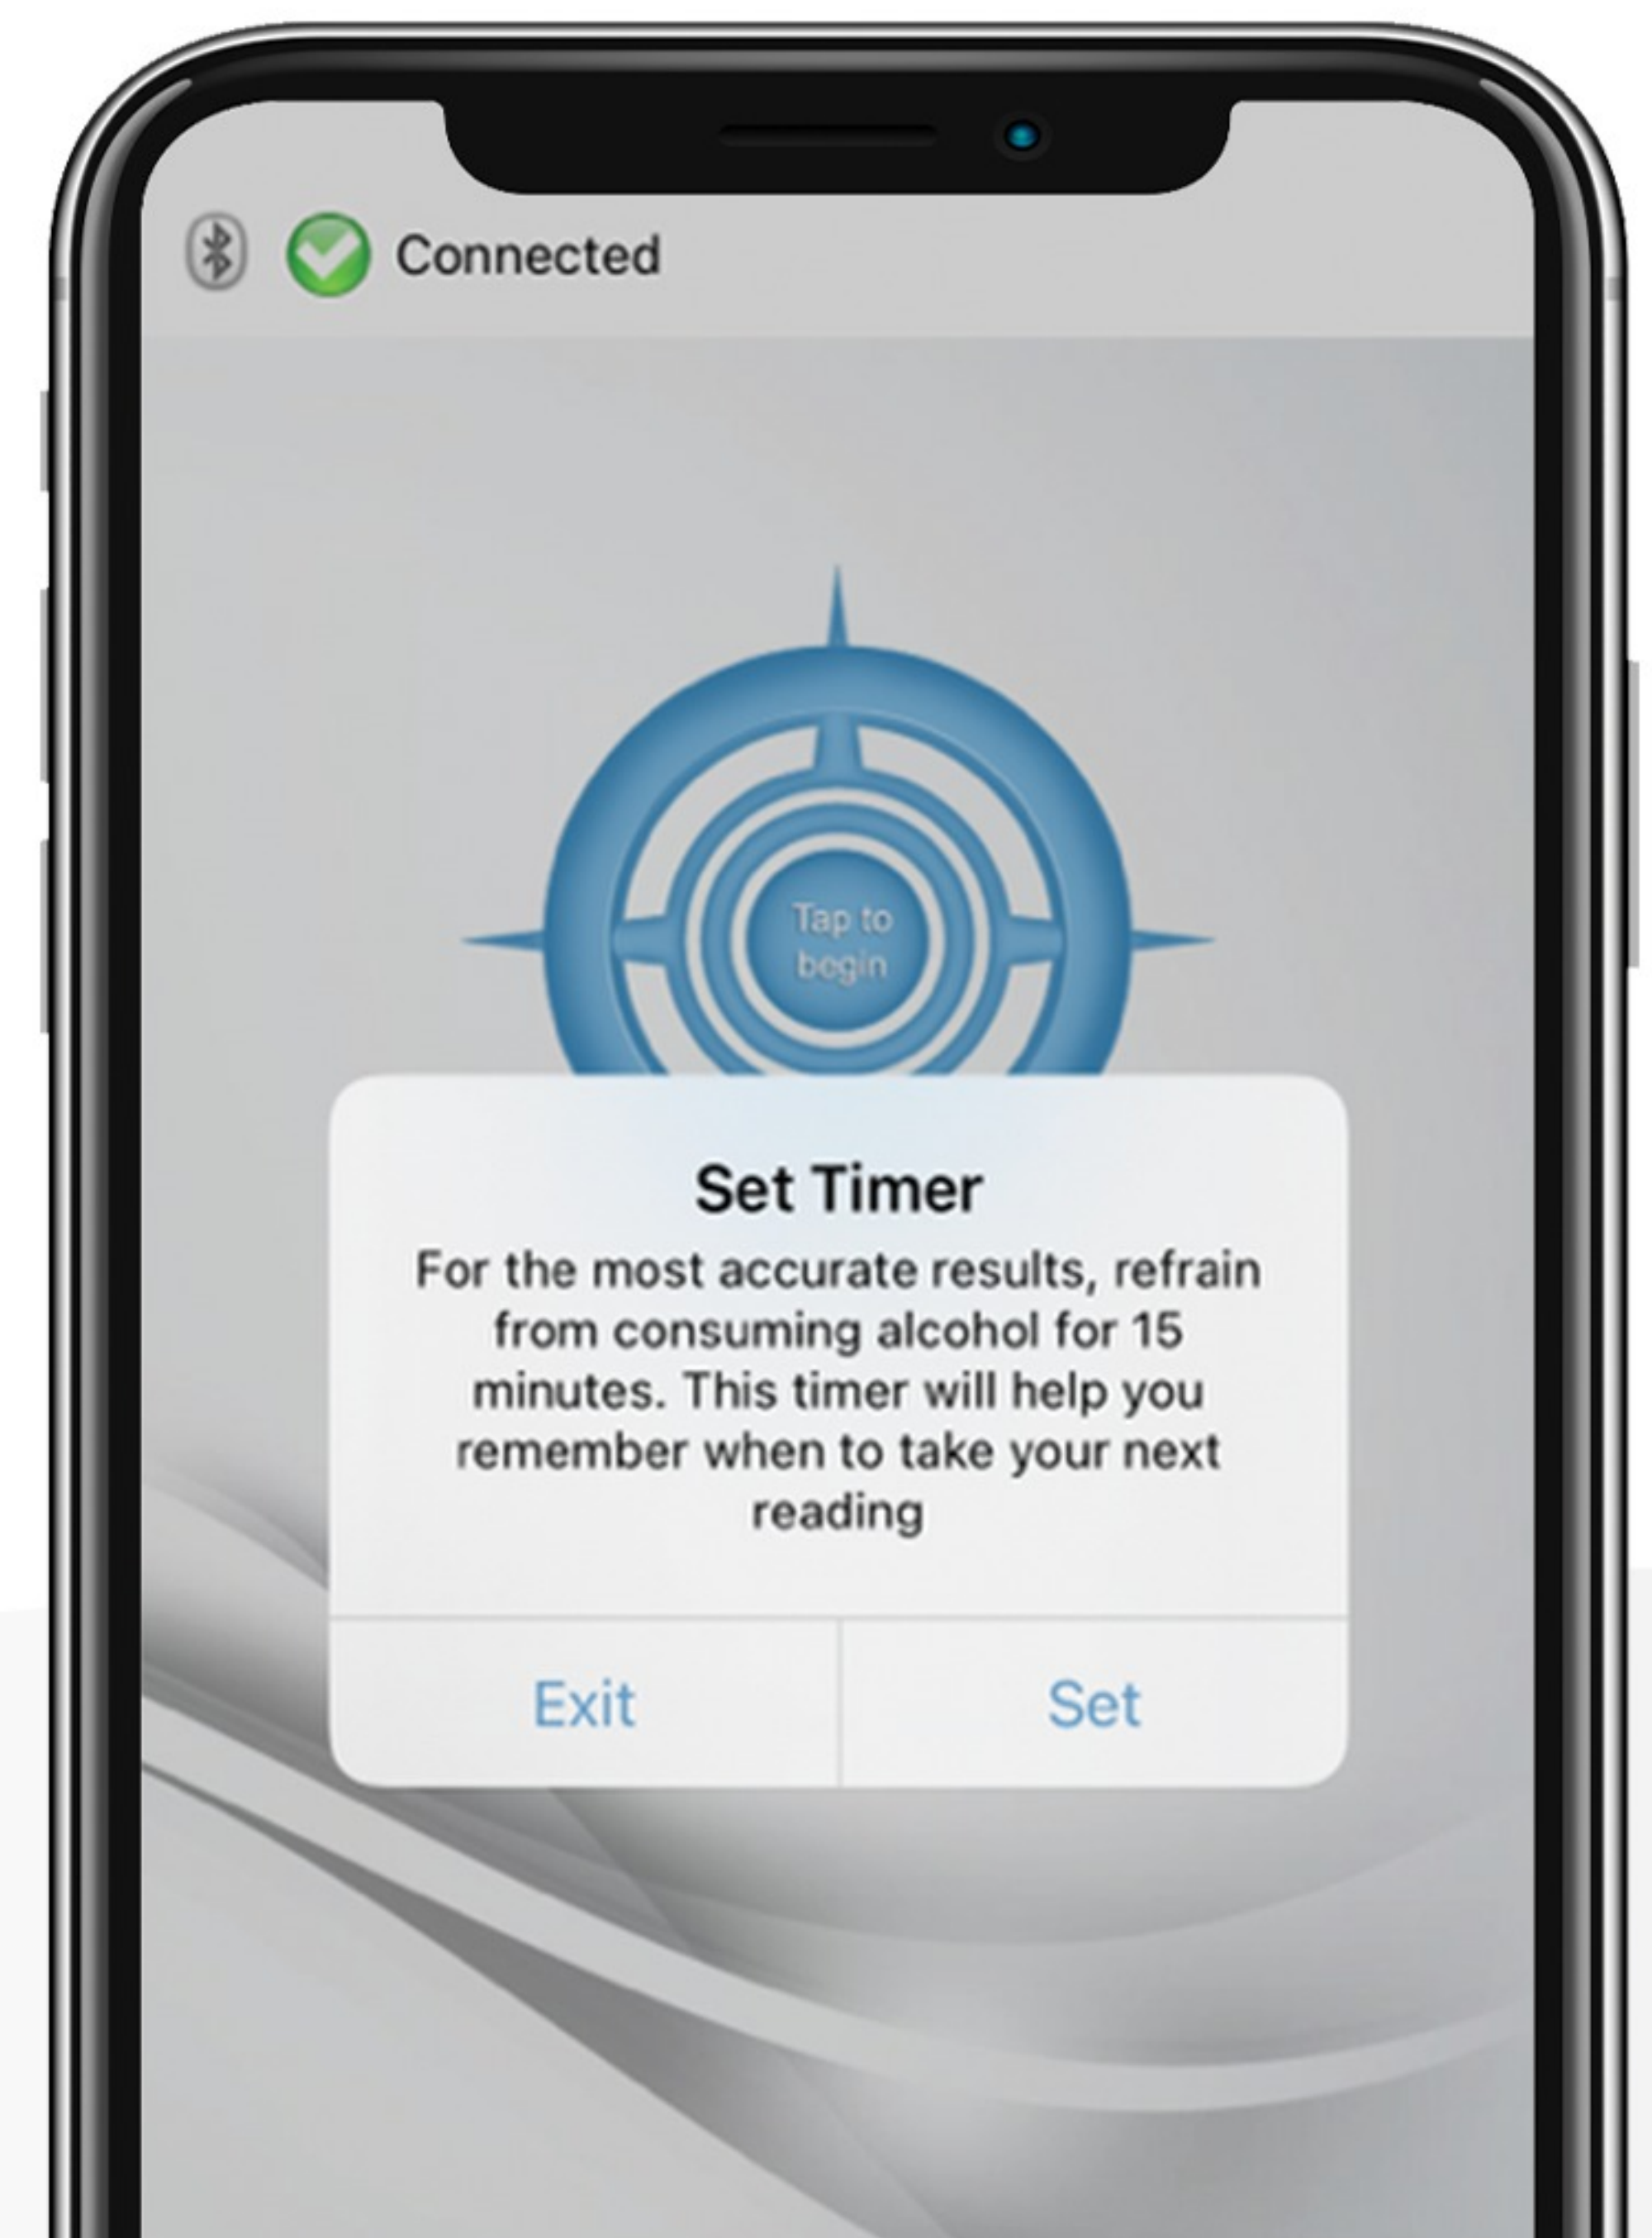 Connected
Tap to
begin
Set Timer
For the most accurate results, refrain
from consuming alcohol for 15
minutes. This timer will help you
remember when to take your next
reading
Exit
Set